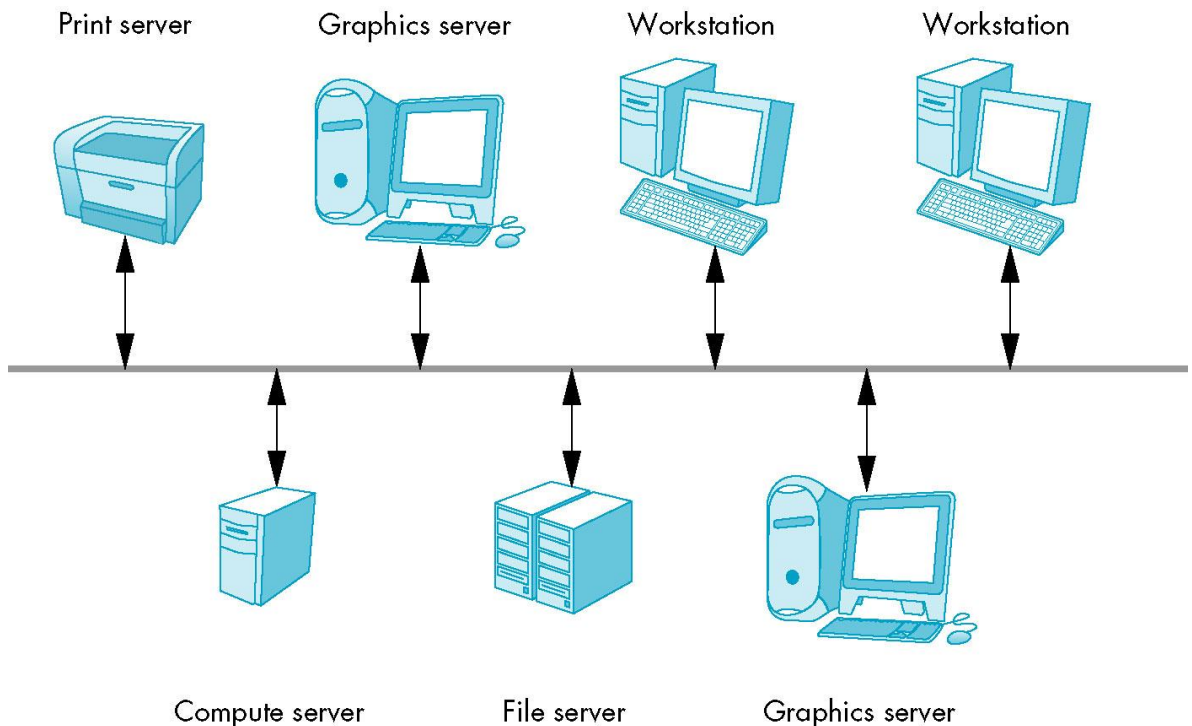 Print server
Graphics server
Workstation
Workstation
Compute server
File server
Graphics server